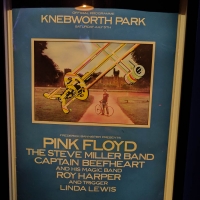 KNEBWORTH PARK
PINK FLOYD
THE STEVE MILLER BAND
CAPTAIN BEEFHEART
AND HIS MAGIC BAND
ROY HARPER
AND TRIGGER
LINDA LEWIS